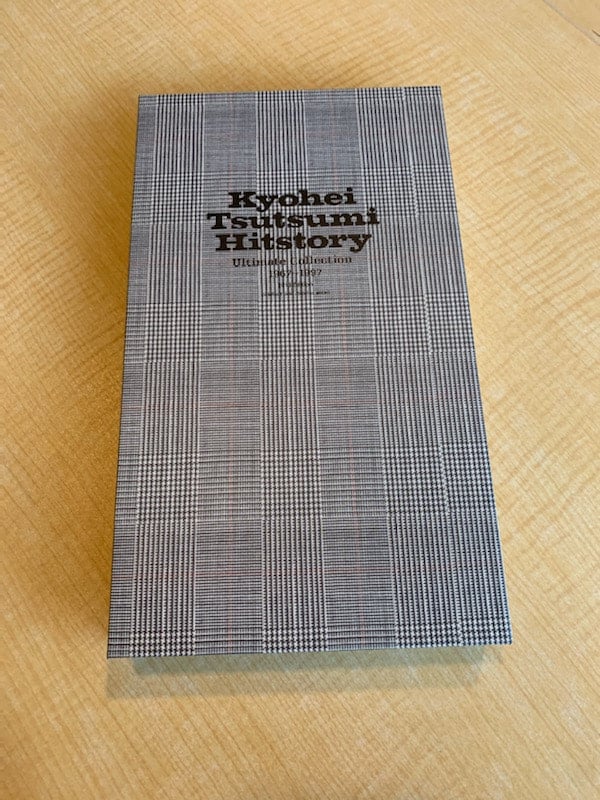 Kyohei
Tsutsumi
Hitstory
Ultimate Collection
1967~1997